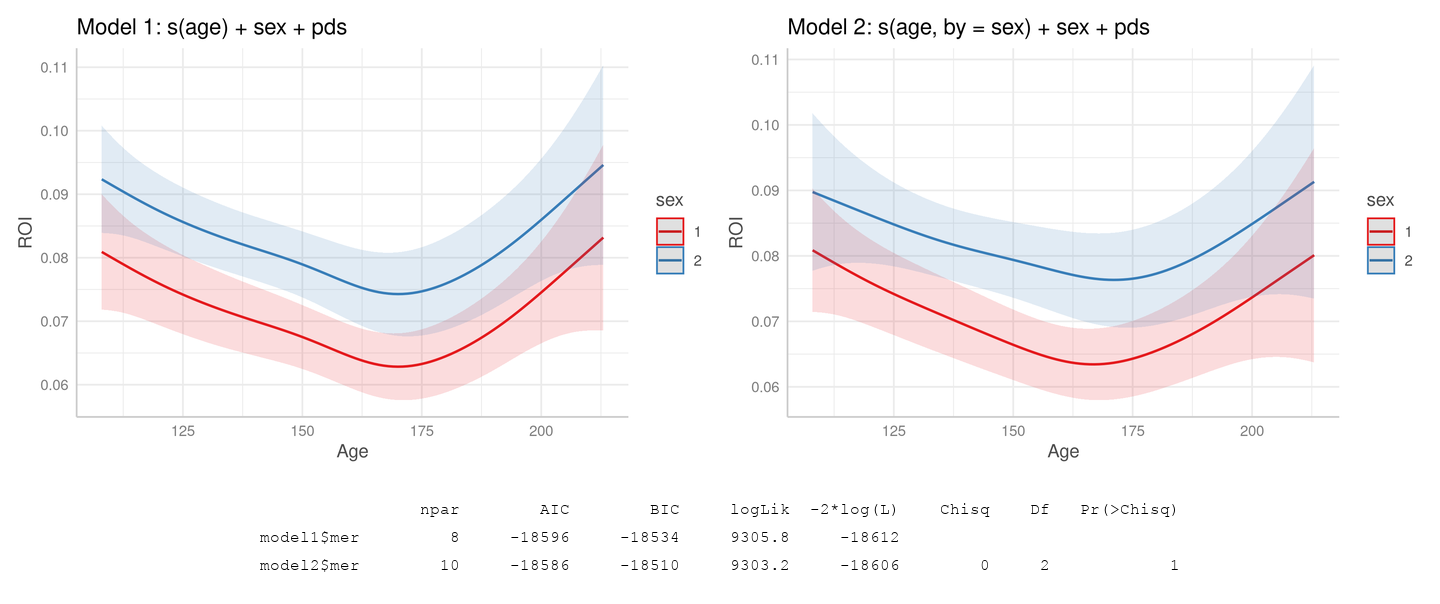 Model 1: s(age) + sex + pds
0.11
0.10
0.09
0.08
0.07
0.06
ROI
125 150 175 200
Age
sex
1
2
Model 2: s(age, by = sex) + sex + pds
0.11
0.10
0.09
0.08
0.07
0.06
ROI
125 150 175 200
Age
sex
1
2
npar AIC BIC logLik -2*log(L) Chisq Df Pr(>Chisq)
model1$mer 8 -18596 -18534 9305.8 -18612
model2$mer 10 -18586 -18510 9303.2 -18606 0 2 1